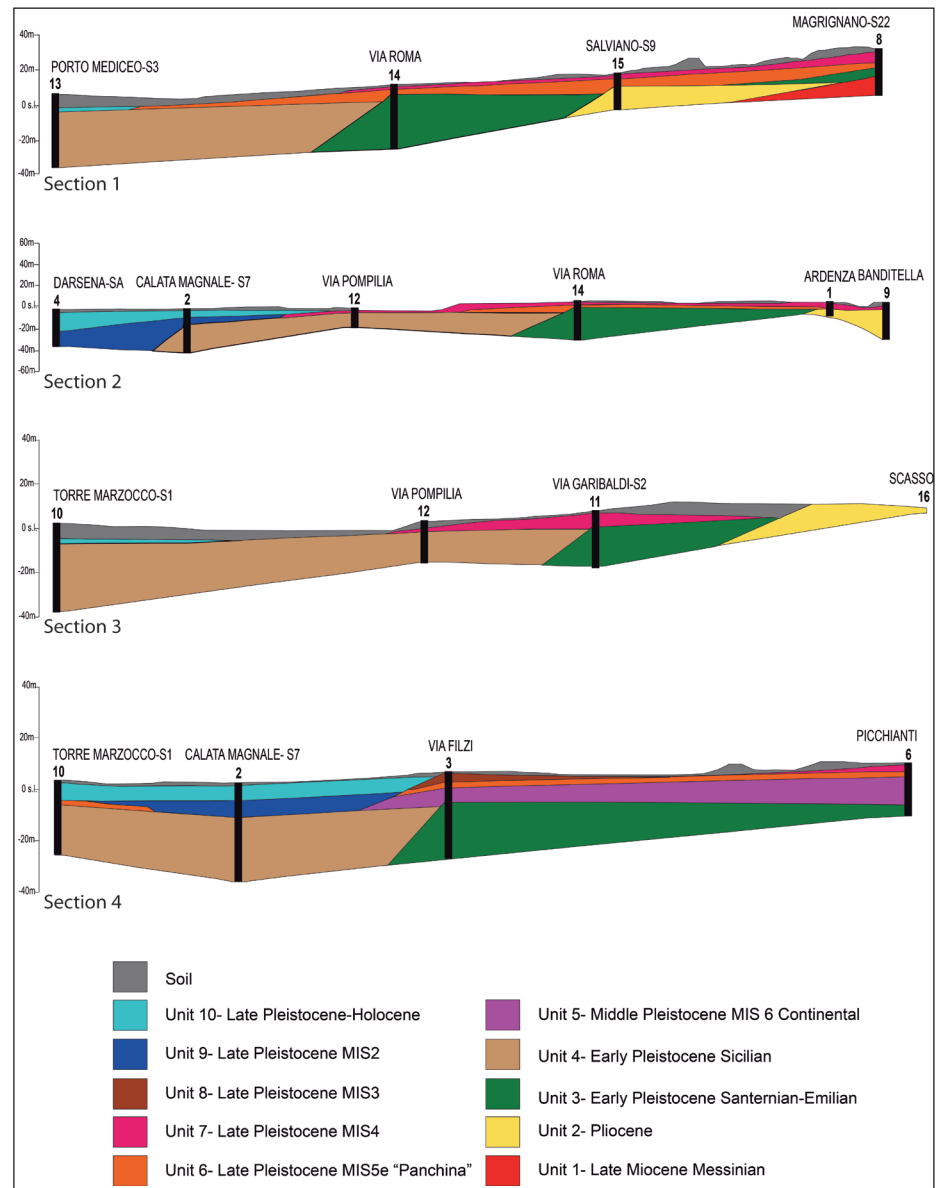 MAGRIGNANO-S22
8
SALVIANO-S9
15
VIA ROMA
14
PORTO MEDICEO-S3
13
40m
20m
0 s.l.
-20m
-40m
Section 1
60m
40m
20m
0 s.l.
-20m
-40m
-60m
DARSENA-SA
4
CALATA MAGNALE- S7
2
VIA POMPILIA
12
VIA ROMA
14
ARDENZA
1
BANDITELLA
9
Section 2
40m
20m
0 s.l.
-20m
-40m
TORRE MARZOCCO-S1
10
VIA POMPILIA
12
VIA GARIBALDI-S2
11
SCASSO
16
Section 3
40m
20m
0 s.l.
-20m
-40m
TORRE MARZOCCO-S1
10
CALATA MAGNALE- S7
2
VIA FILZI
3
PICCHIANTI
6
Section 4
Soil
Unit 10- Late Pleistocene-Holocene
Unit 9- Late Pleistocene MIS2
Unit 8- Late Pleistocene MIS3
Unit 7- Late Pleistocene MIS4
Unit 6- Late Pleistocene MIS5e “Panchina”
Unit 5- Middle Pleistocene MIS 6 Continental
Unit 4- Early Pleistocene Sicilian
Unit 3- Early Pleistocene Santernian-Emilian
Unit 2- Pliocene
Unit 1- Late Miocene Messinian